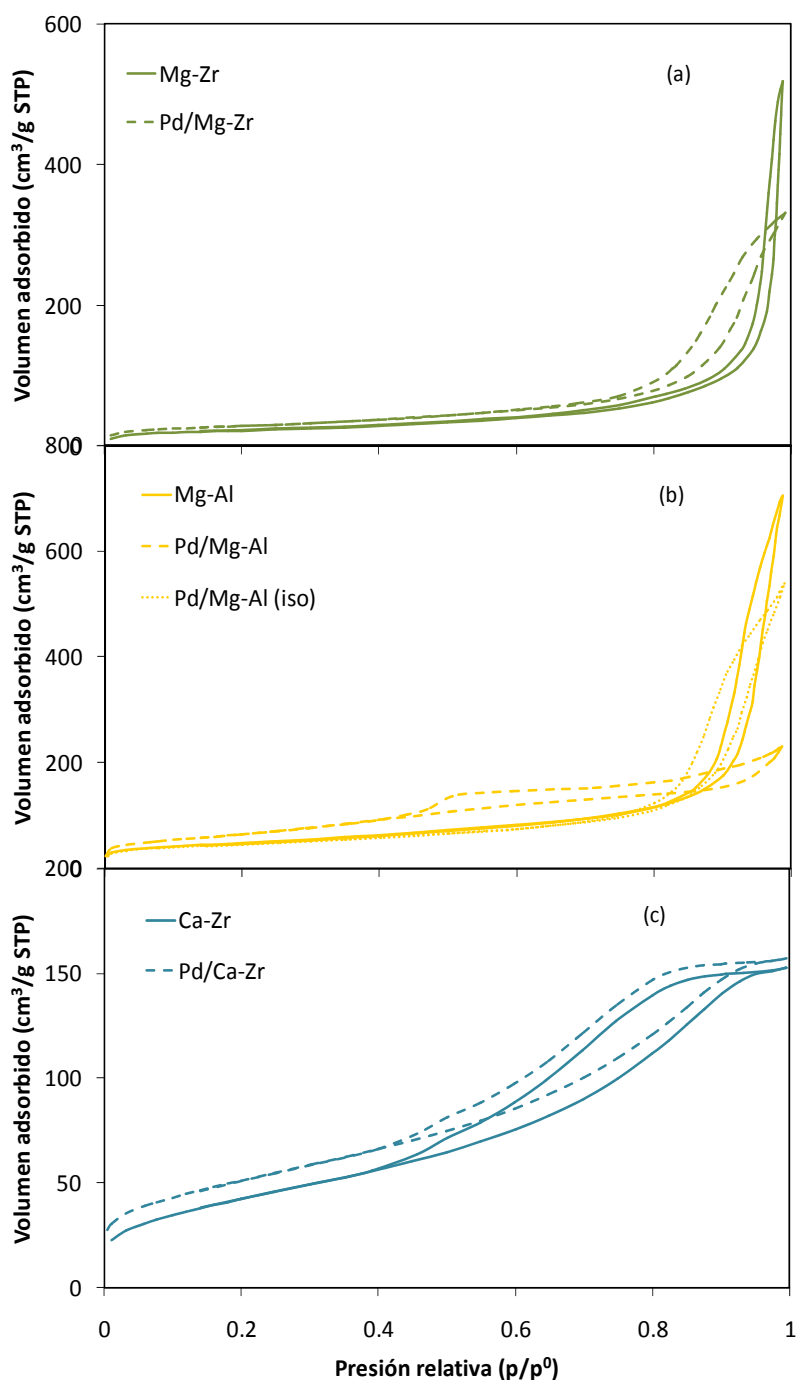 600
400
200
0
Volumen adsorbido (cm³/g STP)
Mg-Zr
Pd/Mg-Zr
(a)
800
600
400
200
0
Volumen adsorbido (cm³/g STP)
Mg-Al
Pd/Mg-Al
Pd/Mg-Al (iso)
(b)
200
150
100
50
0
Volumen adsorbido (cm³/g STP)
Ca-Zr
Pd/Ca-Zr
(c)
0 0.2 0.4 0.6 0.8 1
Presión relativa (p/p⁰)